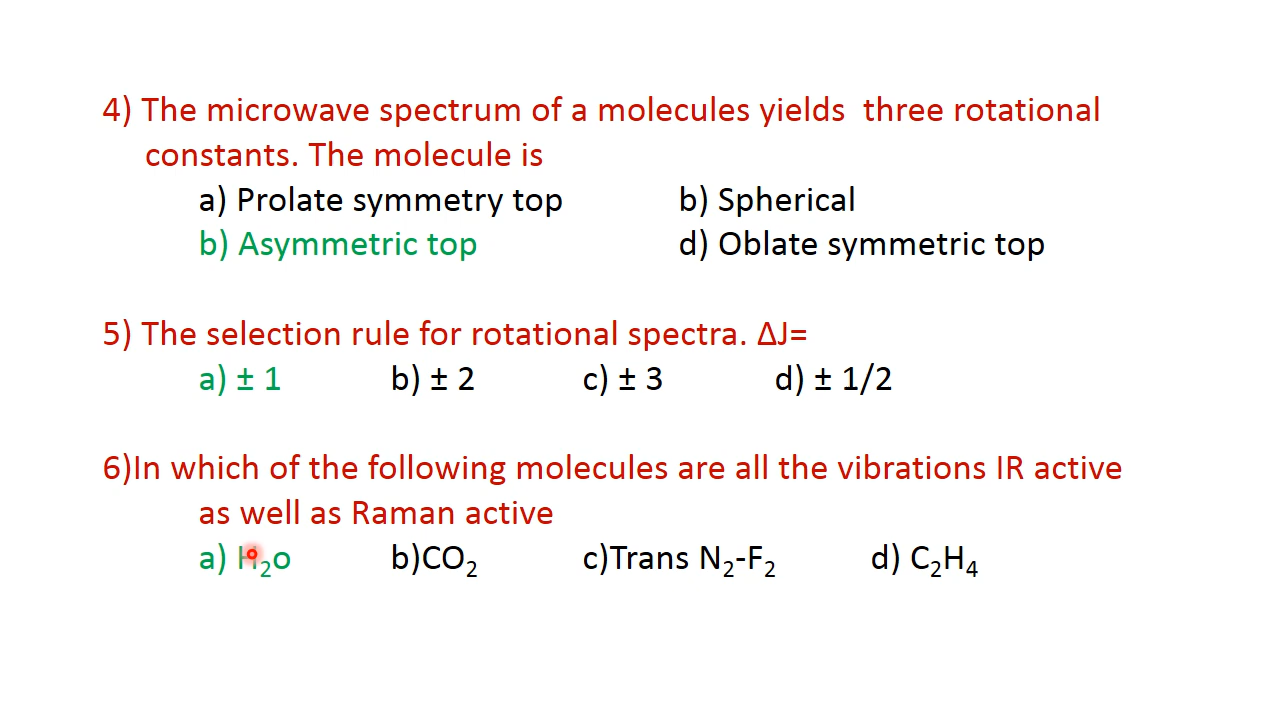 4) The microwave spectrum of a molecules yields  three rotational
constants. The molecule is
a) Prolate symmetry top b) Spherical
b) Asymmetric top d) Oblate symmetric top
5) The selection rule for rotational spectra. ΔJ=
a) ± 1 b) ± 2 c) ± 3 d) ± 1/2
6)In which of the following molecules are all the vibrations IR active
as well as Raman active
a) H₂o b)CO₂ c)Trans N₂-F₂ d) C₂H₄